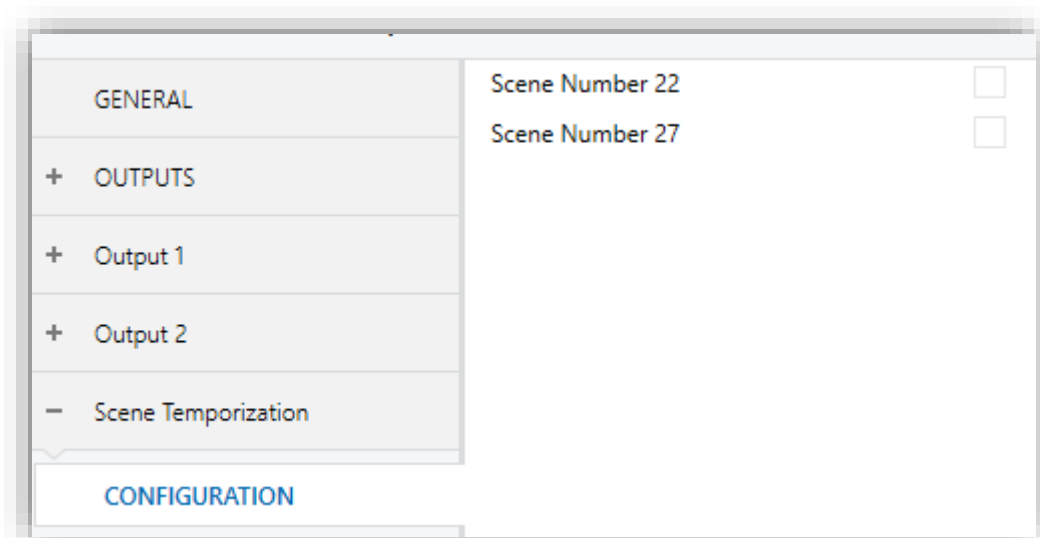 GENERAL
+ OUTPUTS
+ Output 1
+ Output 2
- Scene Temporization
CONFIGURATION
Scene Number 22
Scene Number 27